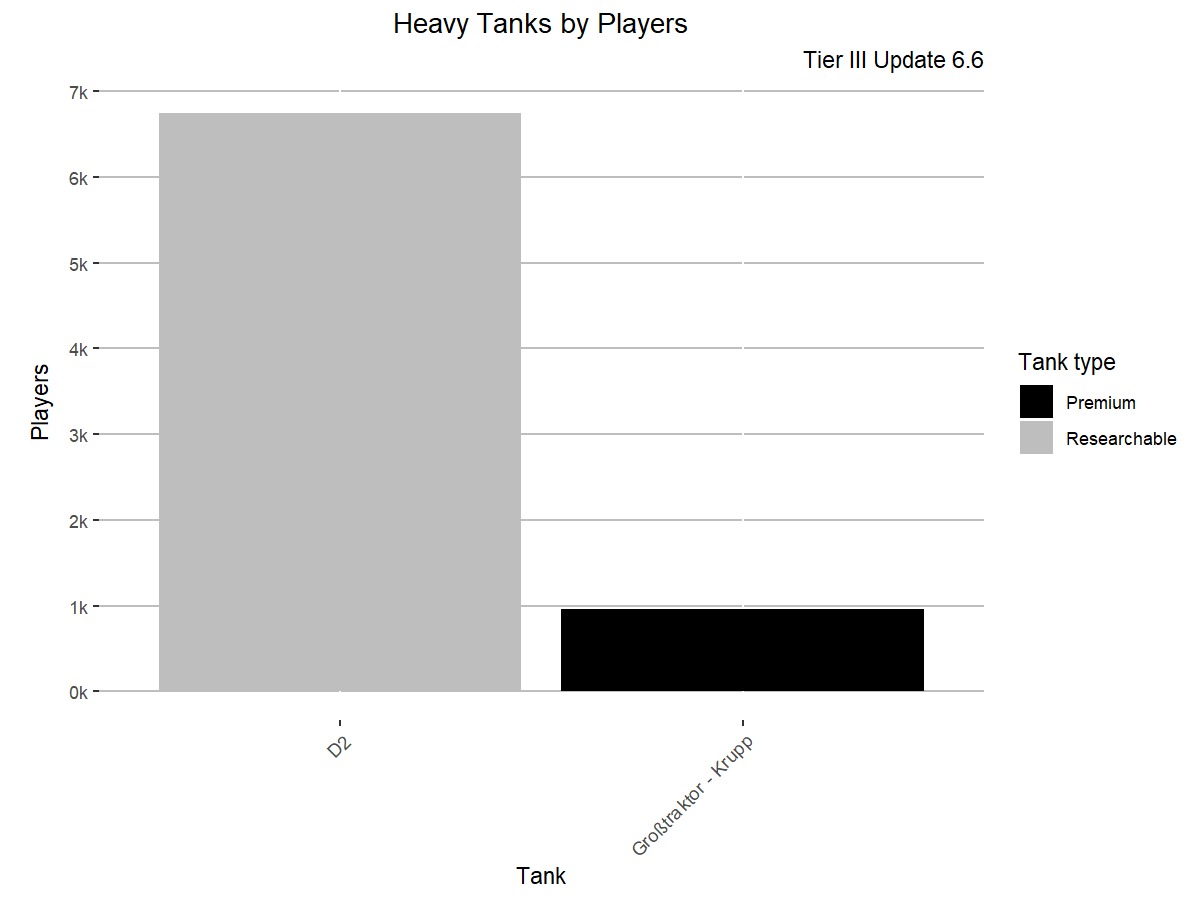 Heavy Tanks by Players
Tier III Update 6.6
7k
6k
5k
4k
3k
2k
1k
0k
Players
D2
Großtraktor - Krupp
Tank
Tank type
Premium
Researchable